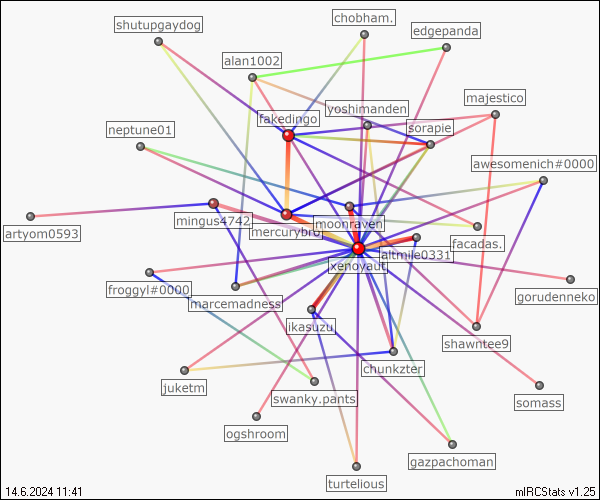 shutupgaydog
chobham.
edgepanda
alan1002
majestico
yoshimanden
fakedingo
sorapie
neptune01
awesomenich#0000
mingus4742
moonraven
artyom0593
mercurybro
facadas.
altmile0331
xenoyaut
froggyl#0000
gorudenneko
marcemadness
ikasuzu
shawntee9
chunkzter
juketm
swanky.pants
somass
ogshroom
gazpachoman
turtelious
14.6.2024 11:41
mIRCStats v1.25